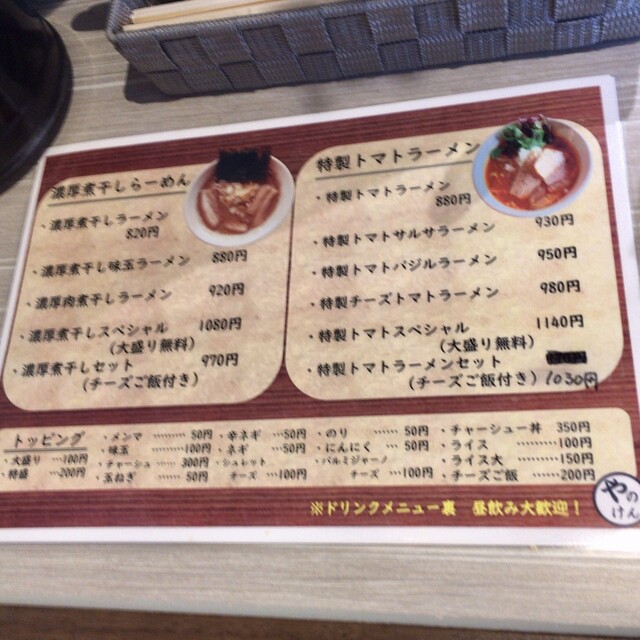 濃厚煮干しらーめん
・濃厚煮干しラーメン
820円
・濃厚煮干し味玉ラーメン 880円
・濃厚肉煮干しラーメン 920円
・濃厚煮干しスペシャル 1080円
(大盛り無料)
・濃厚煮干しセット 970円
(チーズご飯付き)
特製トマトラーメン
・特製トマトラーメン
880円
・特製トマトサルサラーメン 930円
・特製トマトバジルラーメン 950円
・特製チーズトマトラーメン 980円
・特製トマトスペシャル 1140円
(大盛り無料)
・特製トマトラーメンセット
(チーズご飯付き) 1030円
トッピング
・大盛り …100円
・特盛 …200円
・メンマ ……… 50円
・味玉 ………100円
・チャーシュ …… 300円
・玉ねぎ …… 50円
・辛ネギ …50円
・ネギ …50円
・シュレット
チーズ …100円
・のり …… 50円
・にんにく … 50円
・パルミジャーノ
チーズ …100円
・チャーシュー丼 350円
・ライス ………100円
・ライス大 ………150円
・チーズご飯 ……200円
※ドリンクメニュー裏 昼飲み大歓迎！
やのけん